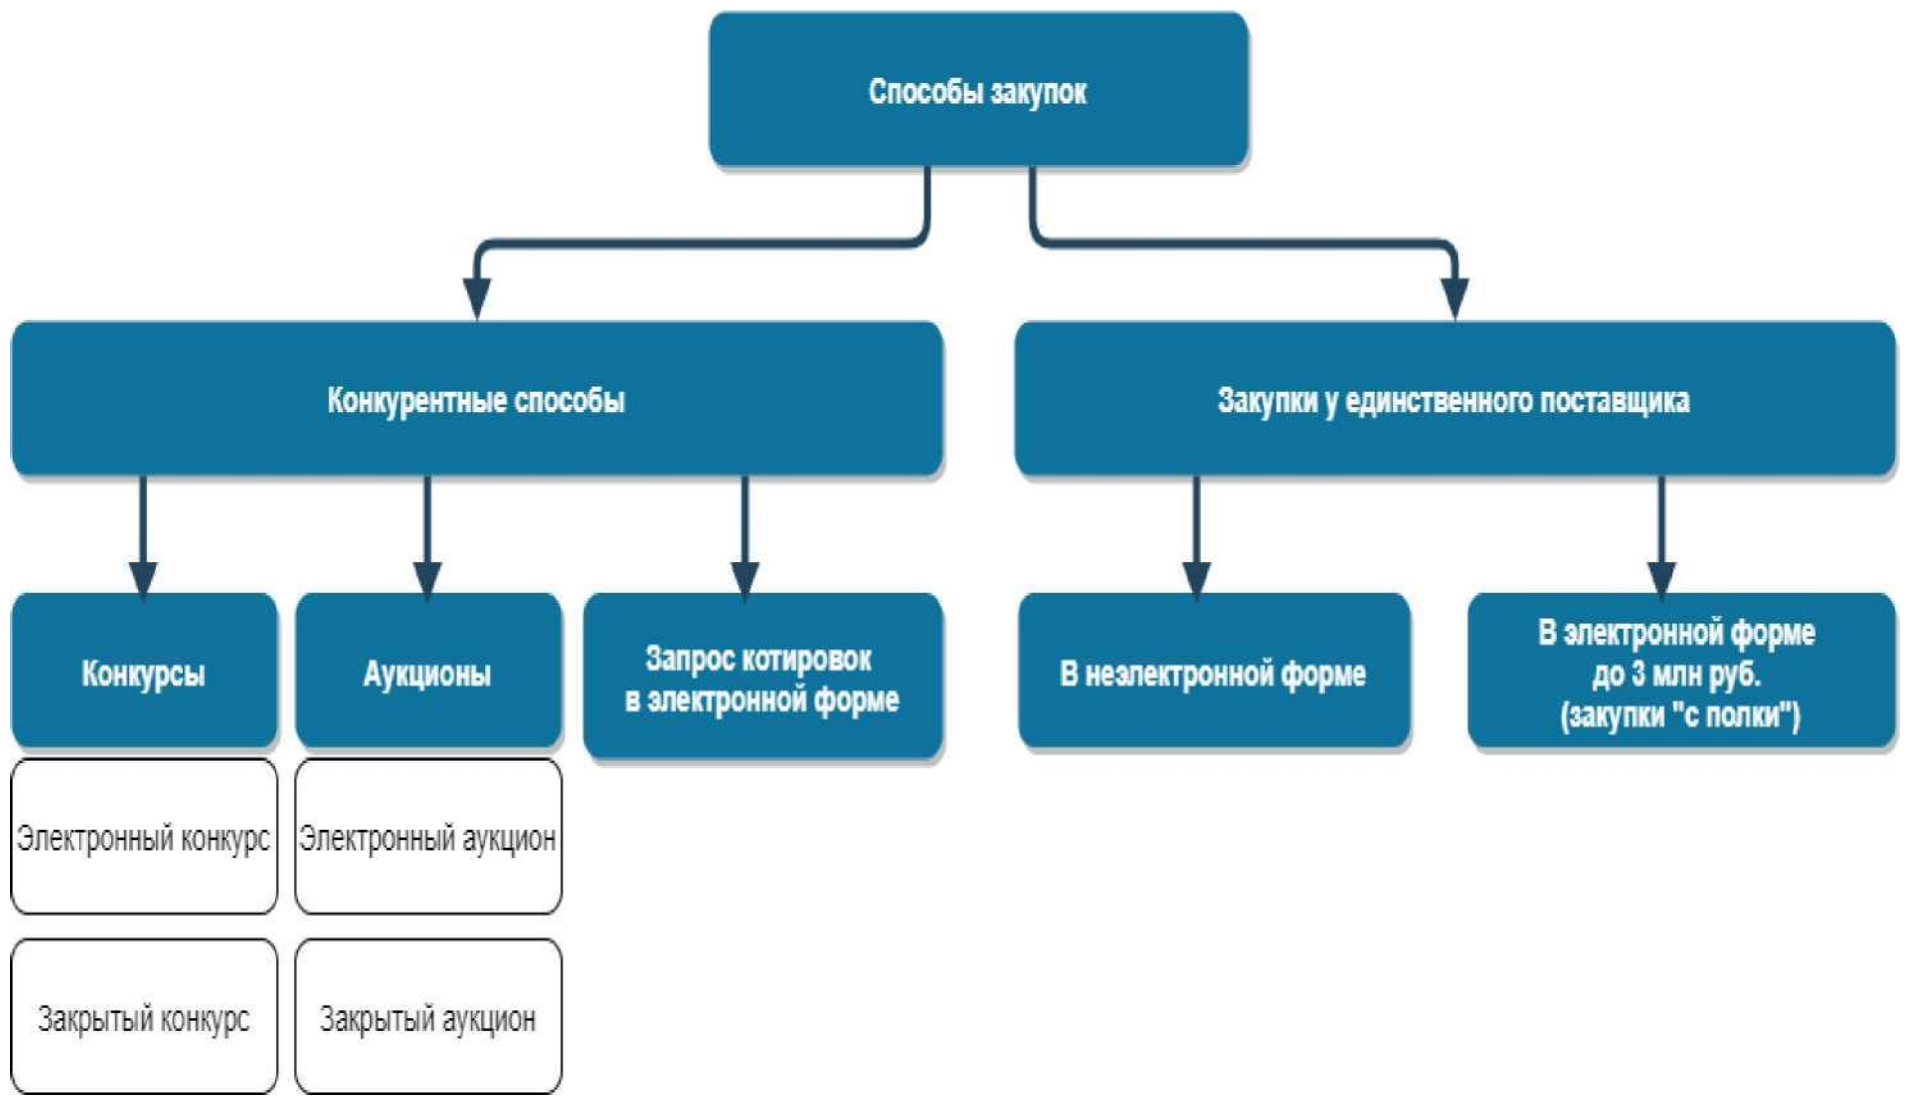 Способы закупок
Конкурентные способы
Закупки у единственного поставщика
Конкурсы
Аукционы
Запрос котировок
в электронной форме
В неэлектронной форме
В электронной форме
до 3 млн руб.
(закупки "с полки")
Электронный конкурс
Электронный аукцион
Закрытый конкурс
Закрытый аукцион